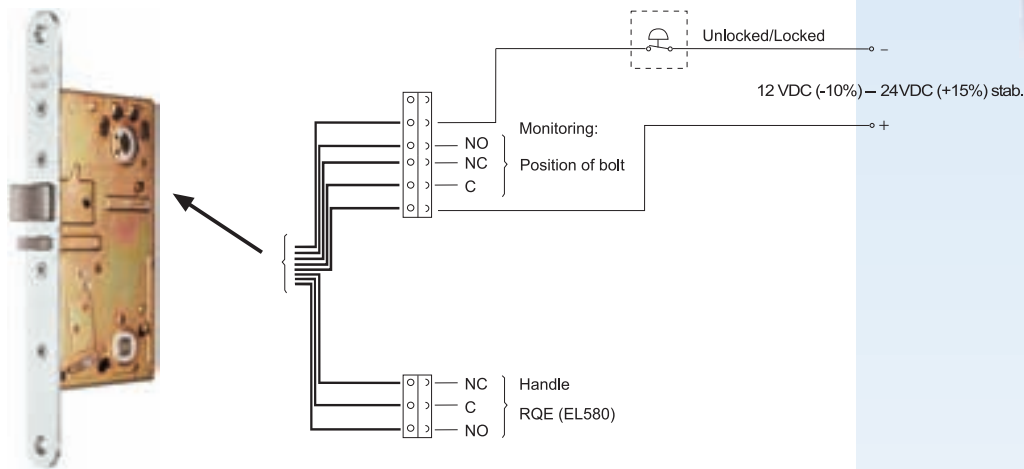 Unlocked/Locked
-
12 VDC (-10%) – 24VDC (+15%) stab.
+
Monitoring:
NO
NC
Position of bolt
C
NC
Handle
C
RQE (EL580)
NO